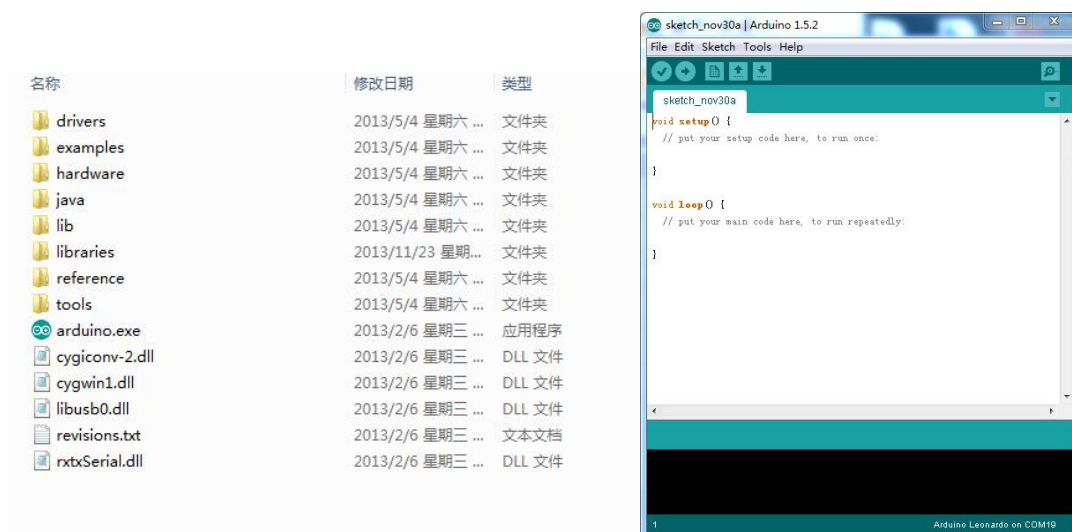 名称 修改日期 类型
drivers 2013/5/4 星期六 ... 文件夹
examples 2013/5/4 星期六 ... 文件夹
hardware 2013/5/4 星期六 ... 文件夹
java 2013/5/4 星期六 ... 文件夹
lib 2013/5/4 星期六 ... 文件夹
libraries 2013/11/23 星期... 文件夹
reference 2013/5/4 星期六 ... 文件夹
tools 2013/5/4 星期六 ... 文件夹
arduino.exe 2013/2/6 星期三 ... 应用程序
cygiconv-2.dll 2013/2/6 星期三 ... DLL 文件
cygwin1.dll 2013/2/6 星期三 ... DLL 文件
libusb0.dll 2013/2/6 星期三 ... DLL 文件
revisions.txt 2013/2/6 星期三 ... 文本文档
rxtxSerial.dll 2013/2/6 星期三 ... DLL 文件
sketch_nov30a | Arduino 1.5.2
File Edit Sketch Tools Help
sketch_nov30a
void setup() {
// put your setup code here, to run once:
}
void loop() {
// put your main code here, to run repeatedly:
}
1 Arduino Leonardo on COM19